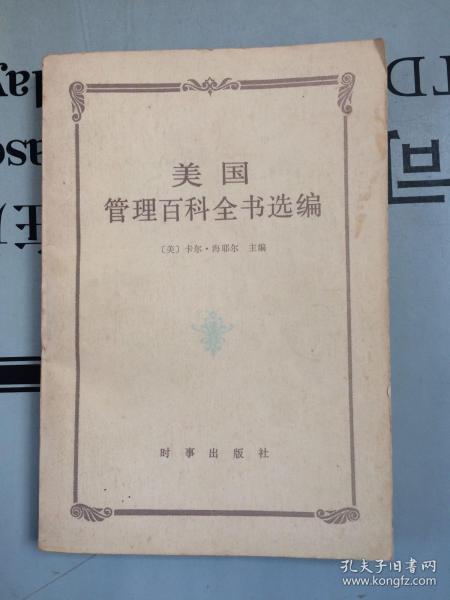 美国
管理百科全书选编
〔美〕卡尔·海耶尔 主编
时事出版社
孔夫子旧书网
www.kongfz.com